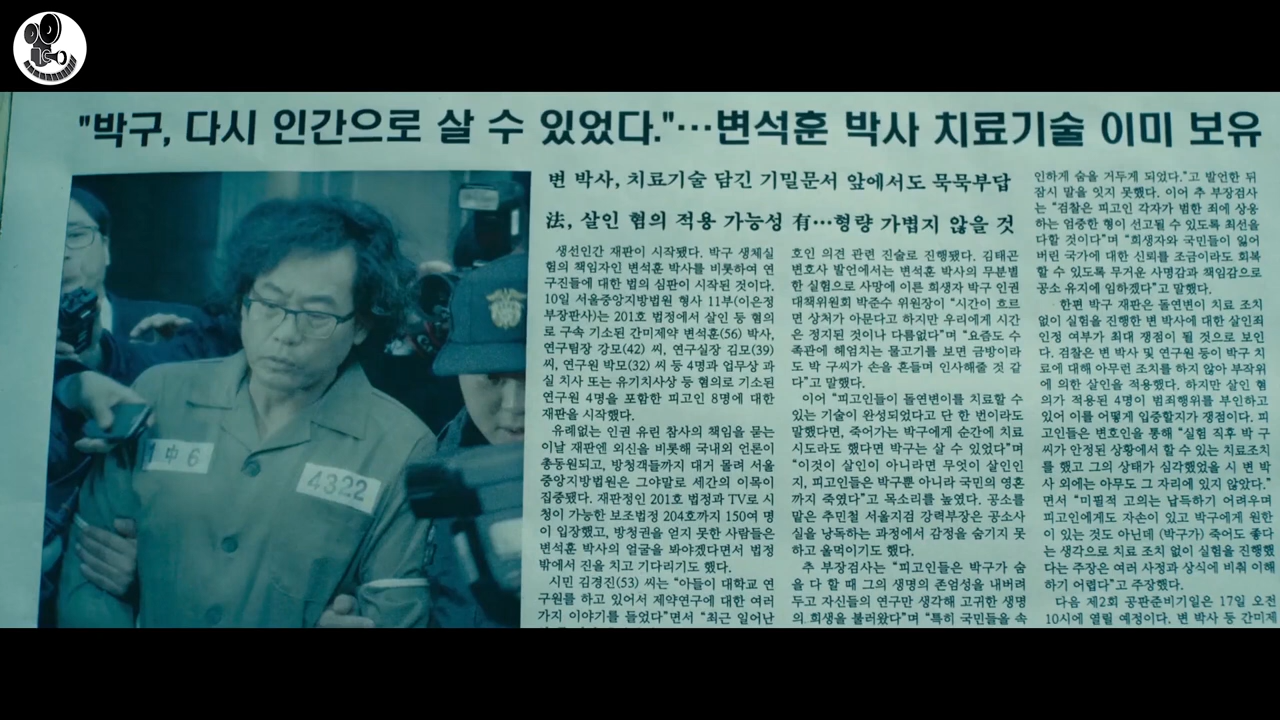 "박구, 다시 인간으로 살 수 있었다."…변석훈 박사 치료기술 이미 보유
中 6
4322
변 박사, 치료기술 담긴 기밀문서 앞에서도 묵묵부답
法, 살인 혐의 적용 가능성 有…형량 가볍지 않을 것
생선인간 재판이 시작됐다. 박구 생체실
험의 책임자인 변석훈 박사를 비롯하여 연
구진들에 대한 법의 심판이 시작된 것이다.
10일 서울중앙지방법원 형사 11부(이은정
부장판사)는 201호 법정에서 살인 등 혐의
로 구속 기소된 간미제약 변석훈(56) 박사,
연구팀장 강모(42) 씨, 연구실장 김모(39)
씨, 연구원 박모(32) 씨 등 4명과 업무상 과
실 치사 또는 유기치사상 등 혐의로 기소된
연구원 4명을 포함한 피고인 8명에 대한
재판을 시작했다.
유례없는 인권 유린 참사의 책임을 묻는
이날 재판엔 외신을 비롯해 국내외 언론이
총동원되고, 방청객들까지 대거 몰려 서울
중앙지방법원은 그야말로 세간의 이목이
집중됐다. 재판정인 201호 법정과 TV로 시
청이 가능한 보조법정 204호까지 150여 명
이 입장했고, 방청권을 얻지 못한 사람들은
변석훈 박사의 얼굴을 봐야겠다면서 법정
밖에서 진을 치고 기다리기도 했다.
시민 김경진(53) 씨는 “아들이 대학교 연
구원를 하고 있어서 제약연구에 대한 여러
가지 이야기를 들었다”면서 “최근 일어난
호인 의견 관련 진술로 진행됐다. 김태곤
변호사 발언에서는 변석훈 박사의 무분별
한 실험으로 사망에 이른 희생자 박구 인권
대책위원회 박준수 위원장이 “시간이 흐르
면 상처가 아문다고 하지만 우리에게 시간
은 정지된 것이나 다름없다”며 “요즘도 수
족관에 헤엄치는 물고기를 보면 금방이라
도 박 구씨가 손을 흔들며 인사해줄 것 같
다”고 말했다.
이어 “피고인들이 돌연변이를 치료할 수
있는 기술이 완성되었다고 단 한 번이라도
말했다면, 죽어가는 박구에게 순간에 치료
시도라도 했다면 박구는 살 수 있었다”며
“이것이 살인이 아니라면 무엇이 살인인
지, 피고인들은 박구뿐 아니라 국민의 영혼
까지 죽였다”고 목소리를 높였다. 공소를
맡은 추민철 서울지검 강력부장은 공소사
실을 낭독하는 과정에서 감정을 숨기지 못
하고 울먹이기도 했다.
추 부장검사는 “피고인들은 박구가 숨
을 다 할 때 그의 생명의 존엄성을 내버려
두고 자신들의 연구만 생각해 고귀한 생명
의 희생을 불러왔다”며 “특히 국민들을 속
인하게 숨을 거두게 되었다.”고 발언한 뒤
잠시 말을 잇지 못했다. 이어 추 부장검사
는 “검찰은 피고인 각자가 범한 죄에 상응
하는 엄중한 형이 선고될 수 있도록 최선을
다할 것이다”며 “희생자와 국민들이 잃어
버린 국가에 대한 신뢰를 조금이라도 회복
할 수 있도록 무거운 사명감과 책임감으로
공소 유지에 임하겠다”고 말했다.
한편 박구 재판은 돌연변이 치료 조치
없이 실험을 진행한 변 박사에 대한 살인죄
인정 여부가 최대 쟁점이 될 것으로 보인
다. 검찰은 변 박사 및 연구원 등이 박구 치
료에 대해 아무런 조치를 하지 않아 부작위
에 의한 살인을 적용했다. 하지만 살인 혐
의가 적용된 4명이 범죄행위를 부인하고
있어 이를 어떻게 입증할지가 쟁점이다. 피
고인들은 변호인을 통해 “실험 직후 박 구
씨가 안정된 상황에서 할 수 있는 치료조치
를 했고 그의 상태가 심각했었을 시 변 박
사 외에는 아무도 그 자리에 있지 않았다.”
면서 “미필적 고의는 납득하기 어려우며
피고인에게도 자손이 있고 박구에게 원한
이 있는 것도 아닌데 (박구가) 죽어도 좋다
는 생각으로 치료 조치 없이 실험을 진행했
다는 주장은 여러 사정과 상식에 비춰 이해
하기 어렵다”고 주장했다.
다음 제2회 공판준비기일은 17일 오전
10시에 열릴 예정이다. 변 박사 등 간미제